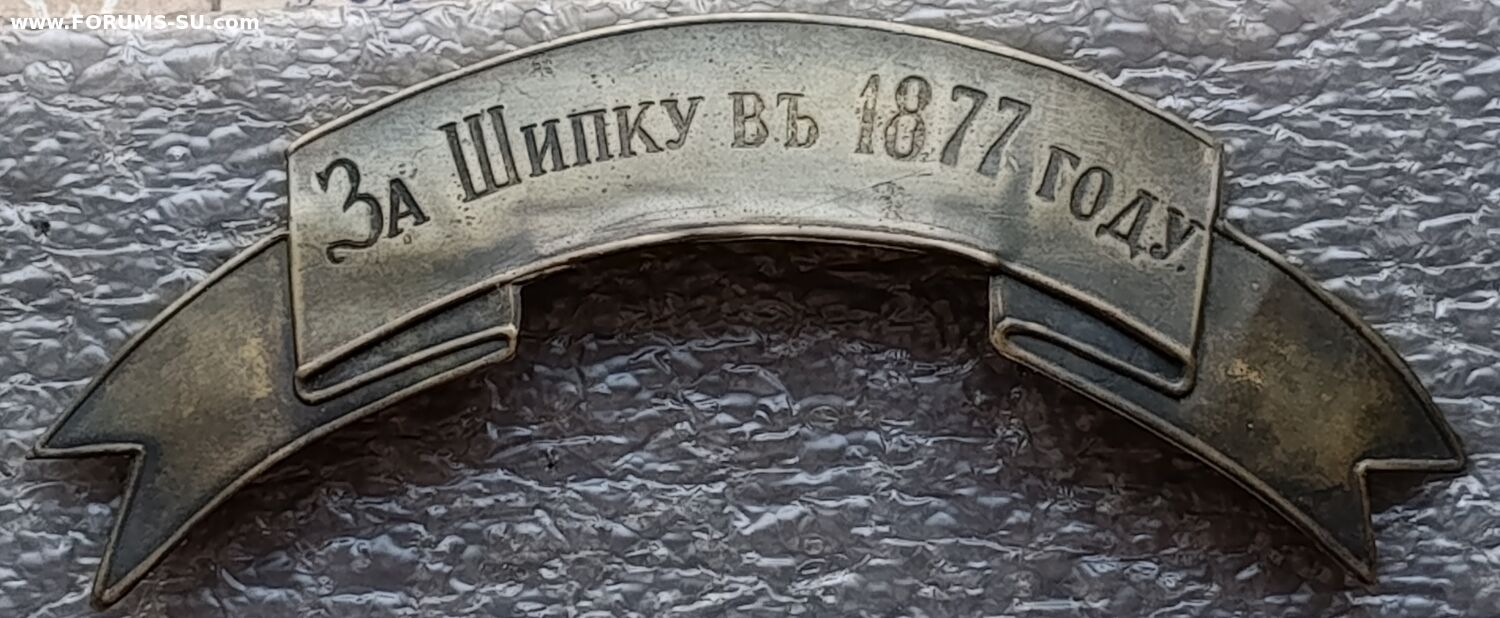 www.FORUMS-SU.com
За Шипку въ 1877 году.